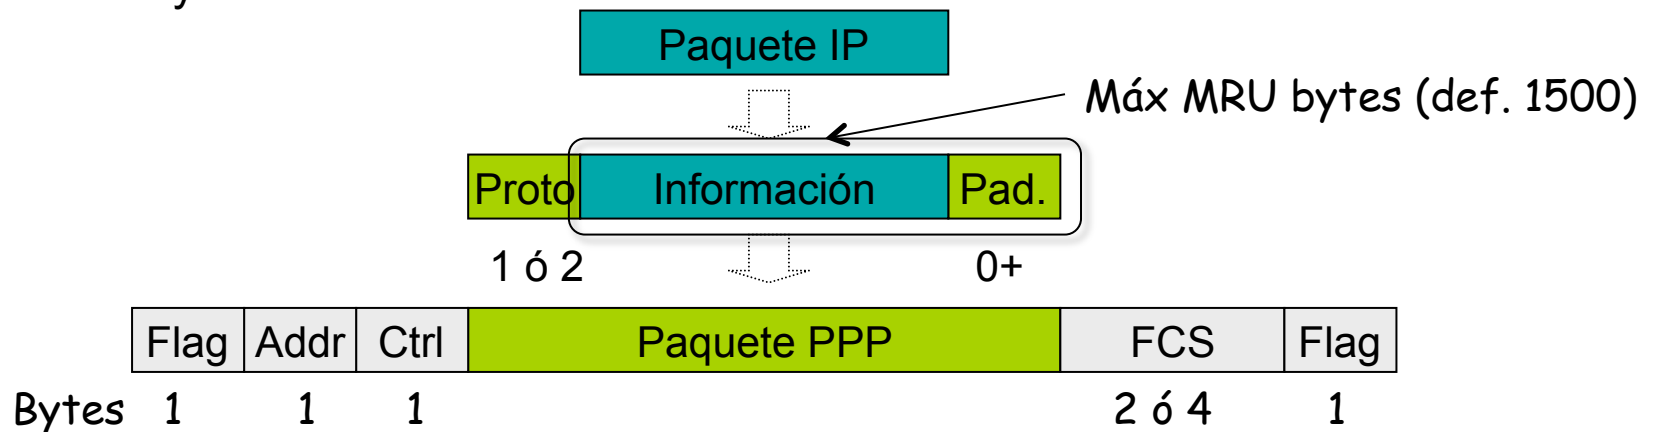 y
Paquete IP
Máx MRU bytes (def. 1500)
Proto Información Pad.
1 ó 2 0+
Flag Addr Ctrl Paquete PPP FCS Flag
Bytes 1 1 1 2 ó 4 1